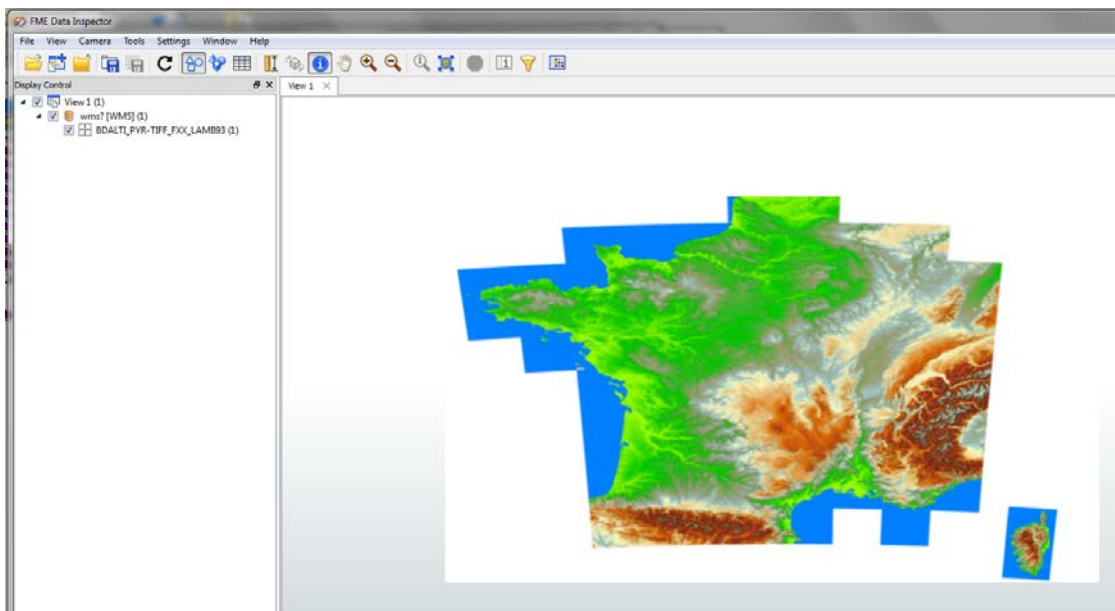 FME Data Inspector
File View Camera Tools Settings Window Help
Display Control
View 1
View 1 (1)
wms? [WMS] (1)
BDALTI_PYR-TIFF_FXX_LAMB93 (1)